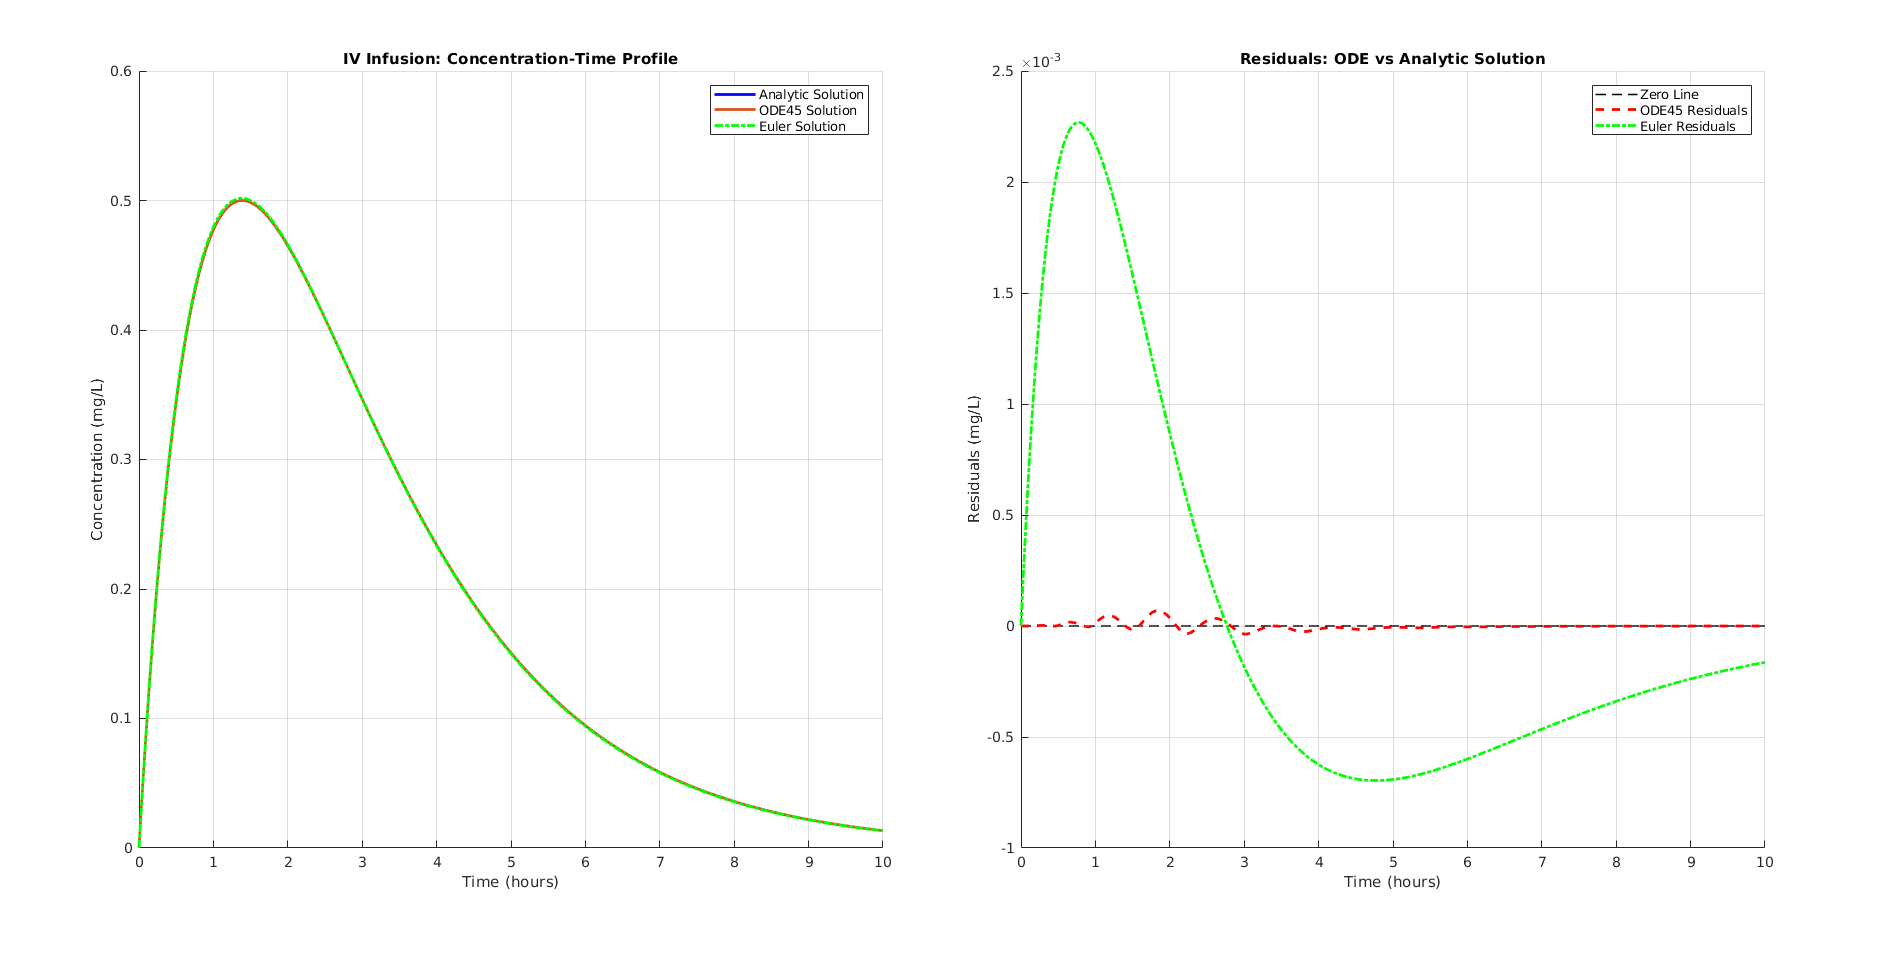 IV Infusion: Concentration-Time Profile
Analytic Solution
ODE45 Solution
Euler Solution
0.6
0.5
0.4
0.3
0.2
0.1
0
Concentration (mg/L)
0 1 2 3 4 5 6 7 8 9 10
Time (hours)
Residuals: ODE vs Analytic Solution
×10⁻³
Zero Line
ODE45 Residuals
Euler Residuals
2.5
2
1.5
1
0.5
0
-0.5
-1
Residuals (mg/L)
0 1 2 3 4 5 6 7 8 9 10
Time (hours)